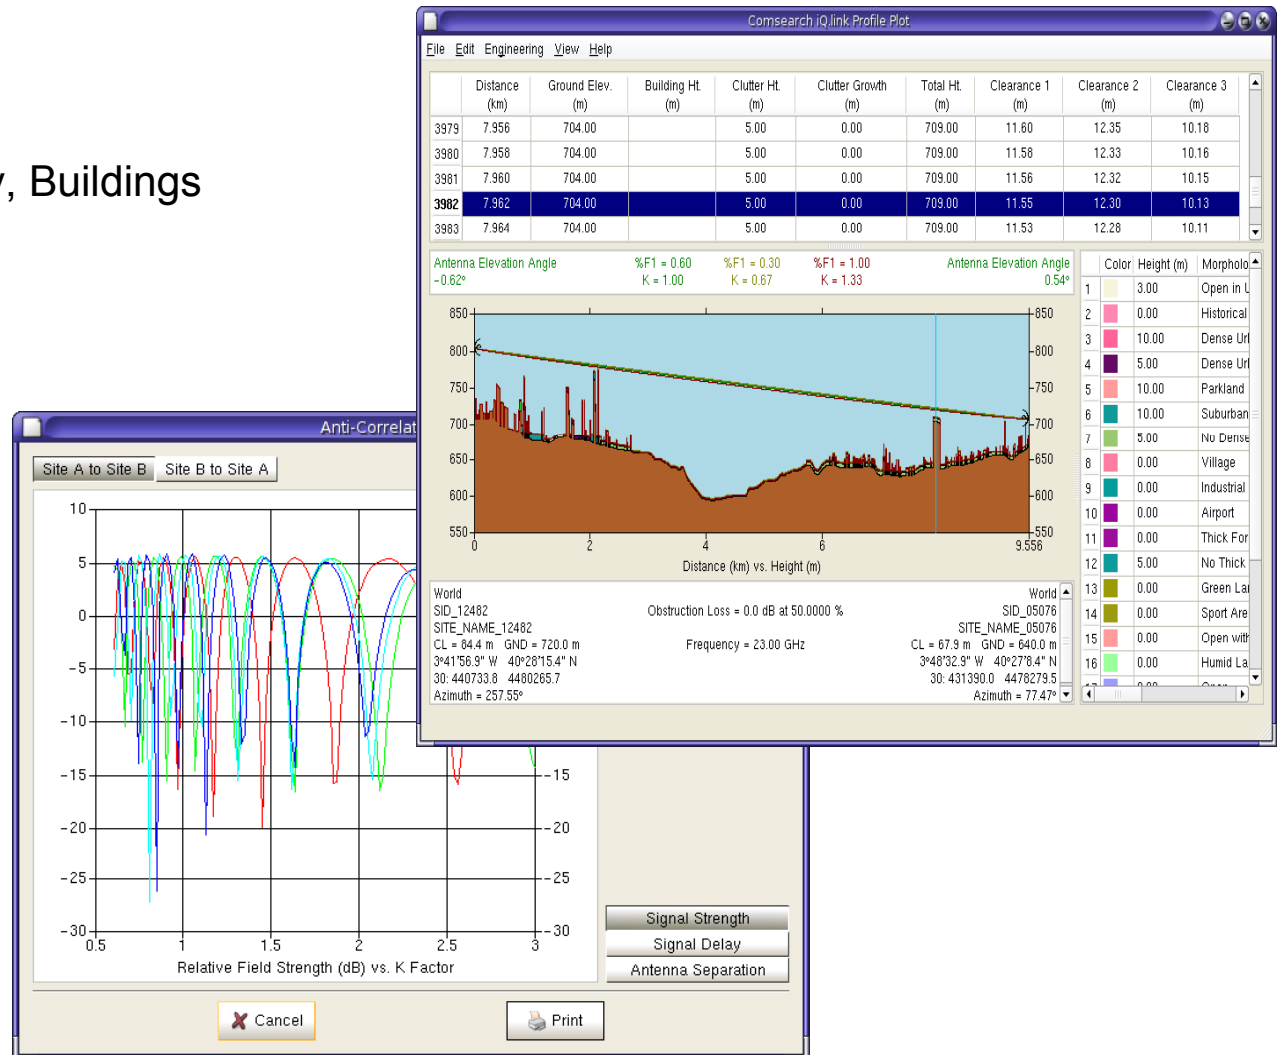 y, Buildings
Comsearch iQ.link Profile Plot
File Edit Engineering View Help
Distance (km) Ground Elev. (m) Building Ht. (m) Clutter Ht. (m) Clutter Growth (m) Total Ht. (m) Clearance 1 (m) Clearance 2 (m) Clearance 3 (m)
3979 7.956 704.00 5.00 0.00 709.00 11.60 12.35 10.18
3980 7.958 704.00 5.00 0.00 709.00 11.58 12.33 10.16
3981 7.960 704.00 5.00 0.00 709.00 11.56 12.32 10.15
3982 7.962 704.00 5.00 0.00 709.00 11.55 12.30 10.13
3983 7.964 704.00 5.00 0.00 709.00 11.53 12.28 10.11
Antenna Elevation Angle %F1 = 0.60 %F1 = 0.30 %F1 = 1.00 Antenna Elevation Angle
-0.62° K = 1.00 K = 0.67 K = 1.33 0.54°
850 850
800 800
750 750
700 700
650 650
600 600
550 550
0 2 4 6 9.556
Distance (km) vs. Height (m)
Color Height (m) Morpholo
1 3.00 Open in U
2 0.00 Historical
3 10.00 Dense Url
4 5.00 Dense Url
5 10.00 Parkland
6 10.00 Suburban
7 5.00 No Dense
8 0.00 Village
9 0.00 Industrial
10 0.00 Airport
11 0.00 Thick For
12 5.00 No Thick
13 0.00 Green Lar
14 0.00 Sport Are
15 0.00 Open with
16 0.00 Humid La
World World
SID_12482 Obstruction Loss = 0.0 dB at 50.0000 % SID_05076
SITE_NAME_12482 SITE_NAME_05076
CL = 84.4 m GND = 720.0 m Frequency = 23.00 GHz CL = 67.9 m GND = 640.0 m
3°41'56.9" W 40°28'15.4" N 3°48'32.9" W 40°27'8.4" N
30: 440733.8 4480265.7 30: 431390.0 4478279.5
Azimuth = 257.55° Azimuth = 77.47°
Anti-Correlat
Site A to Site B Site B to Site A
10
5
0
-5
-10
-15 -15
-20 -20
-25 -25
-30 -30
0.5 1 1.5 2 2.5 3
Relative Field Strength (dB) vs. K Factor
Signal Strength
Signal Delay
Antenna Separation
Cancel Print